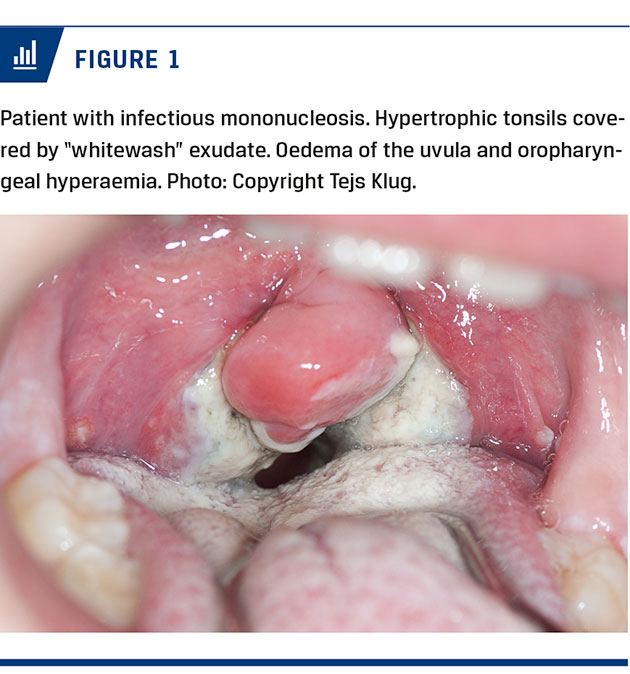 FIGURE 1
Patient with infectious mononucleosis. Hypertrophic tonsils cove-
red by "whitewash" exudate. Oedema of the uvula and oropharyn-
geal hyperaemia. Photo: Copyright Tejs Klug.